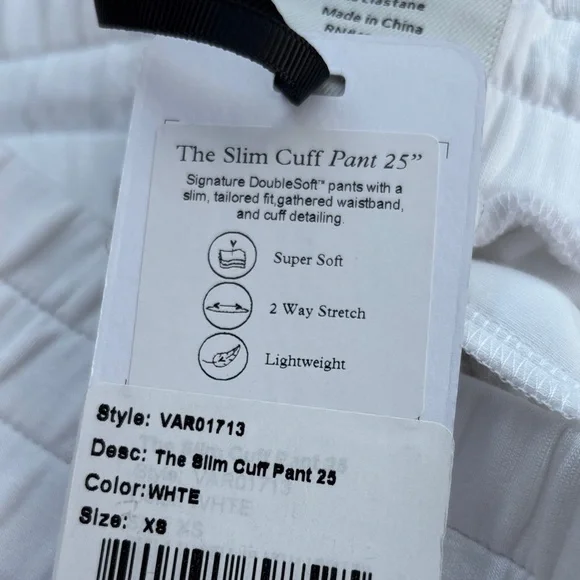 Elastane
Made in China
The Slim Cuff Pant 25”
Signature DoubleSoft™ pants with a
slim, tailored fit,gathered waistband,
and cuff detailing.
Super Soft
2 Way Stretch
Lightweight
Style: VAR01713
Desc: The Slim Cuff Pant 25
Color:WHTE
Size: XS